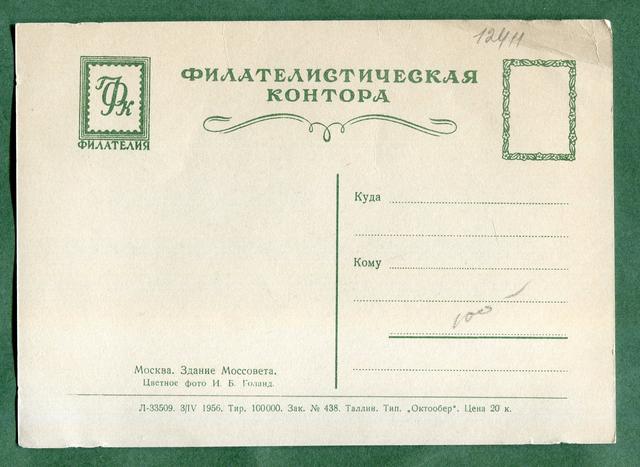 12411
ФИЛАТЕЛИСТИЧЕСКАЯ
КОНТОРА
ГФК
ФИЛАТЕЛИЯ
Куда
Кому
100
Москва. Здание Моссовета.
Цветное фото И. Б. Голанд.
Л-33509. 3/IV 1956. Тир. 100000. Зак. № 438. Таллин. Тип. „Октообер“. Цена 20 к.